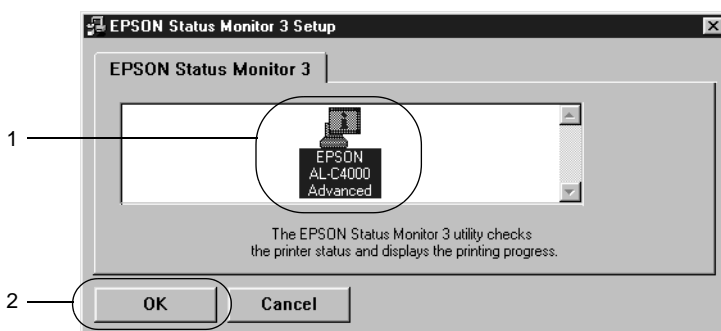 EPSON Status Monitor 3 Setup
EPSON Status Monitor 3
1
EPSON
AL-C4000
Advanced
The EPSON Status Monitor 3 utility checks
the printer status and displays the printing progress.
2
OK
Cancel